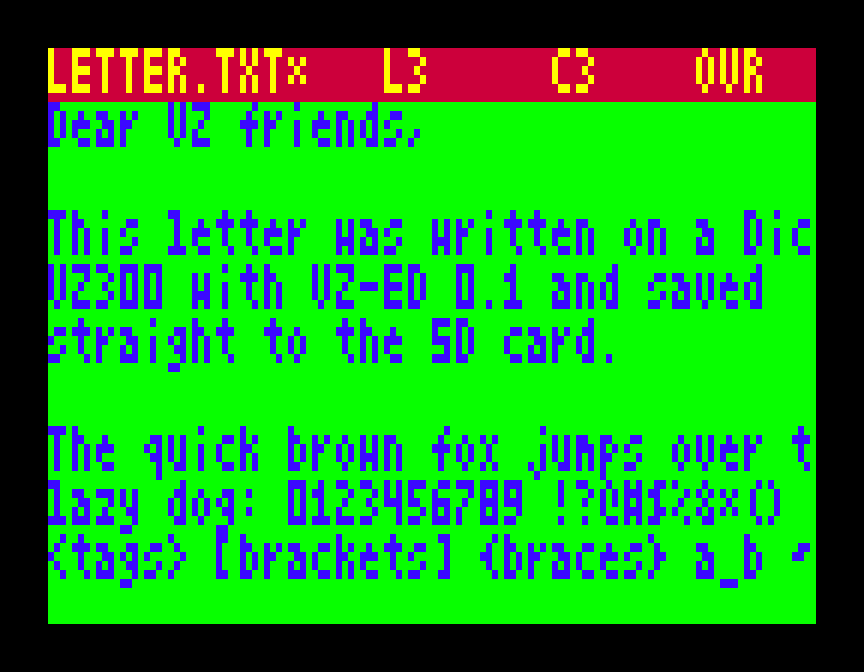 LETTER.TXT* L3 C3 OVR
Dear VZ friends,
This letter was written on a Dic
VZ300 with VZ-ED 0.1 and saved
straight to the SD card.
The quick brown fox jumps over t
lazy dog: 0123456789 !?@#$%&*()
<tags> [brackets] {braces} a_b